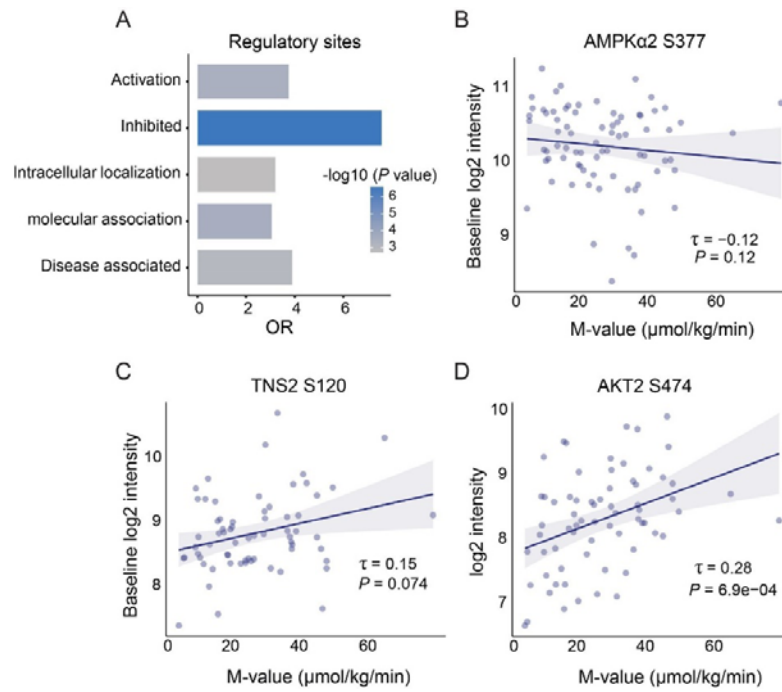 A
Regulatory sites
Activation
Inhibited
Intracellular localization
molecular association
Disease associated
-log10 (P value)
6
5
4
3
0 2 4 6
OR
B
AMPKα2 S377
Baseline log2 intensity
11
10
9
τ = −0.12
P = 0.12
0 20 40 60
M-value (μmol/kg/min)
C
TNS2 S120
Baseline log2 intensity
10
9
8
τ = 0.15
P = 0.074
0 20 40 60
M-value (μmol/kg/min)
D
AKT2 S474
log2 intensity
10
9
8
7
τ = 0.28
P = 6.9e−04
0 20 40 60
M-value (μmol/kg/min)